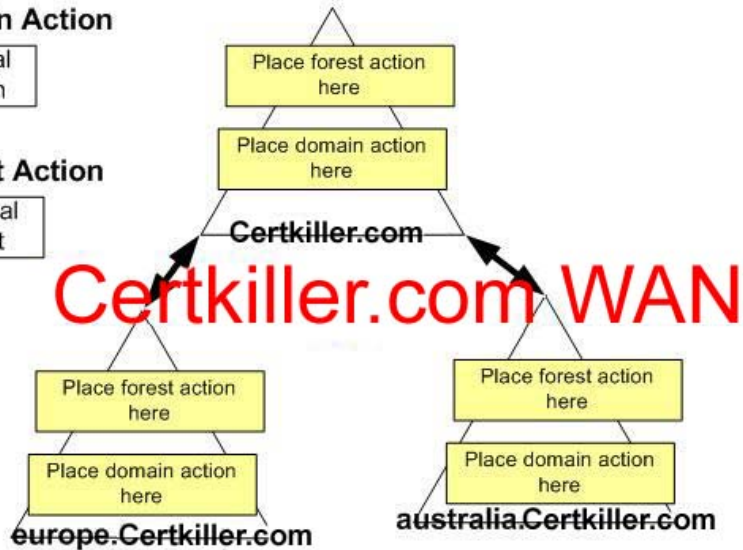 n Action
al
n
t Action
al
t
Place forest action
here
Place domain action
here
Certkiller.com
Certkiller.com WAN
Place forest action
here
Place domain action
here
europe.Certkiller.com
Place forest action
here
Place domain action
here
australia.Certkiller.com